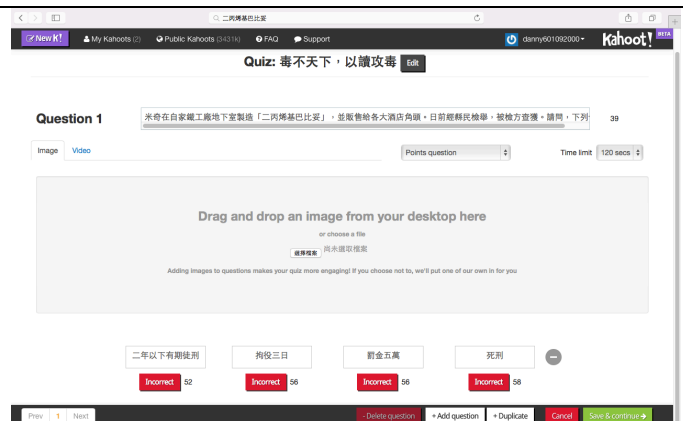 二丙烯基巴比妥
New K!
My Kahoots (2)
Public Kahoots (3431k)
FAQ
Support
danny601092000
Kahoot!
BETA
Quiz: 毒不天下，以讀攻毒
Edit
Question 1
米奇在自家鐵工廠地下室製造「二丙烯基巴比妥」，並販售給各大酒店角頭。日前經縣民檢舉，被檢方查獲。請問，下列
39
Image
Video
Points question
Time limit
120 secs
Drag and drop an image from your desktop here
or choose a file
選擇檔案 尚未選取檔案
Adding images to questions makes your quiz more engaging! If you choose not to, we'll put one of our own in for you
二年以下有期徒刑
拘役三日
罰金五萬
死刑
Incorrect 52
Incorrect 56
Incorrect 56
Incorrect 58
Prev 1 Next
- Delete question
+ Add question
+ Duplicate
Cancel
Save & continue